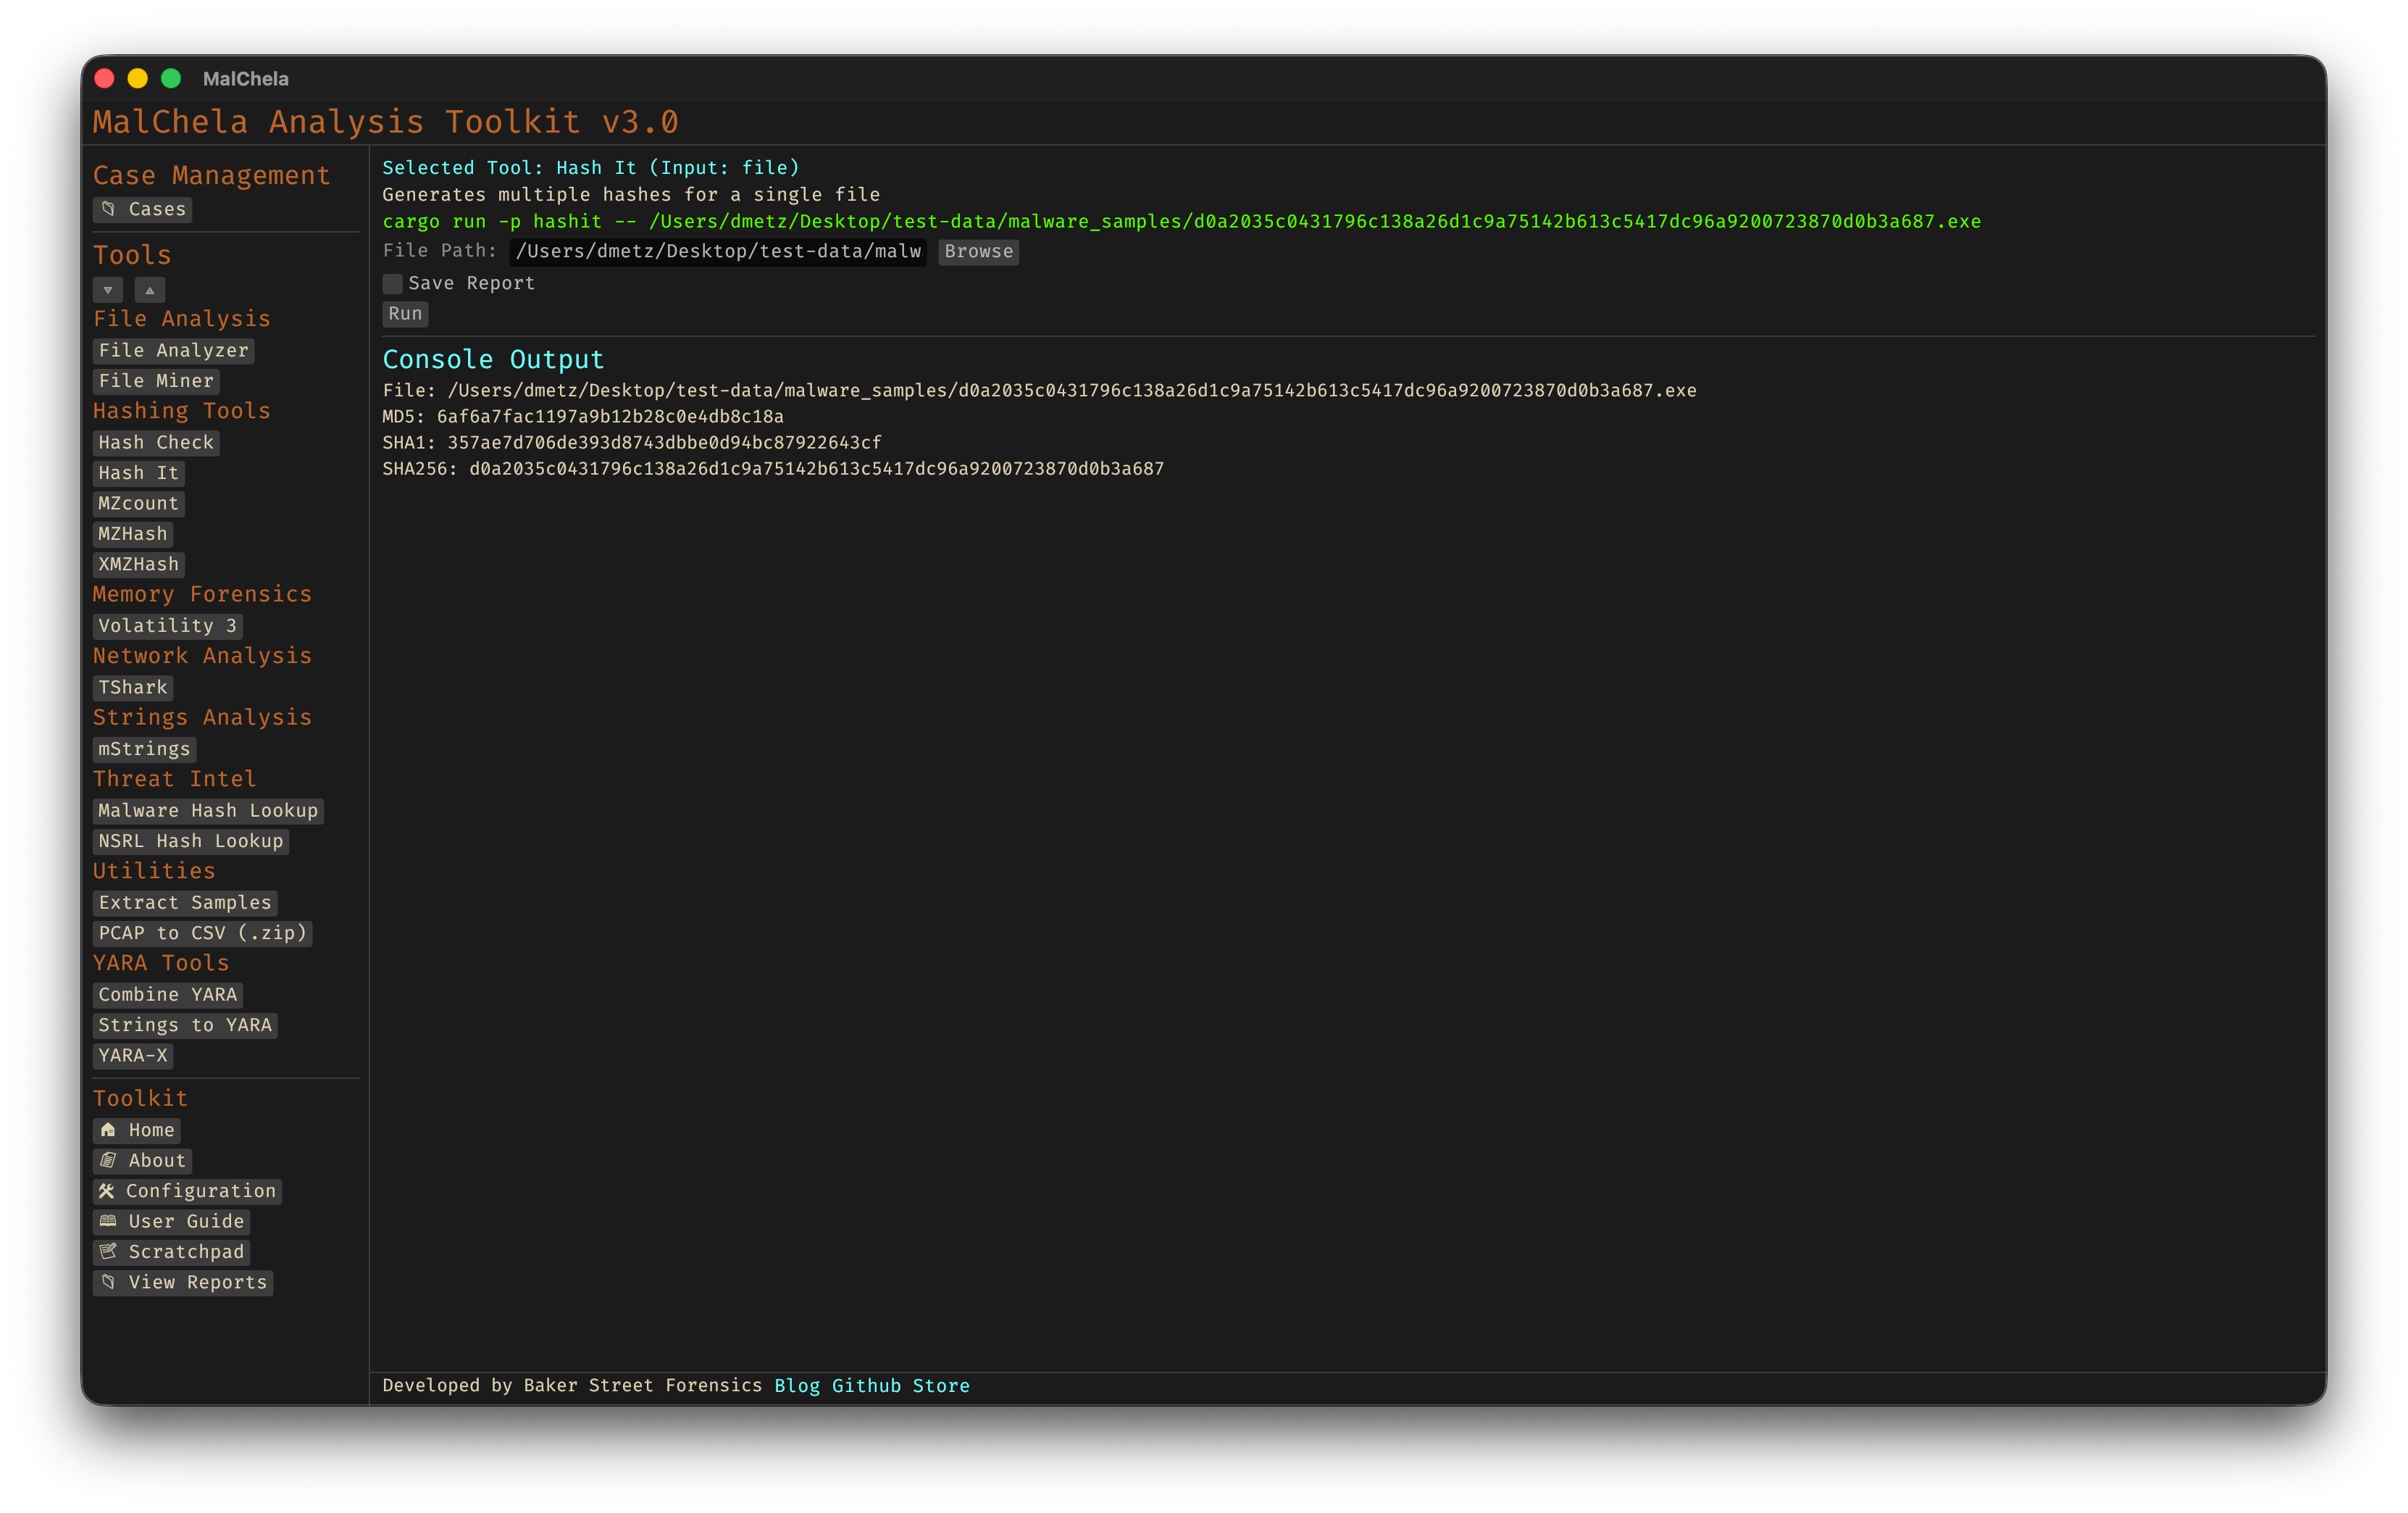 MalChela
MalChela Analysis Toolkit v3.0
Case Management
Cases
Tools
File Analysis
File Analyzer
File Miner
Hashing Tools
Hash Check
Hash It
MZcount
MZHash
XMZHash
Memory Forensics
Volatility 3
Network Analysis
TShark
Strings Analysis
mStrings
Threat Intel
Malware Hash Lookup
NSRL Hash Lookup
Utilities
Extract Samples
PCAP to CSV (.zip)
YARA Tools
Combine YARA
Strings to YARA
YARA-X
Toolkit
Home
About
Configuration
User Guide
Scratchpad
View Reports
Selected Tool: Hash It (Input: file)
Generates multiple hashes for a single file
cargo run -p hashit -- /Users/dmetz/Desktop/test-data/malware_samples/d0a2035c0431796c138a26d1c9a75142b613c5417dc96a9200723870d0b3a687.exe
File Path: /Users/dmetz/Desktop/test-data/malw Browse
Save Report
Run
Console Output
File: /Users/dmetz/Desktop/test-data/malware_samples/d0a2035c0431796c138a26d1c9a75142b613c5417dc96a9200723870d0b3a687.exe
MD5: 6af6a7fac1197a9b12b28c0e4db8c18a
SHA1: 357ae7d706de393d8743dbbe0d94bc87922643cf
SHA256: d0a2035c0431796c138a26d1c9a75142b613c5417dc96a9200723870d0b3a687
Developed by Baker Street Forensics Blog Github Store